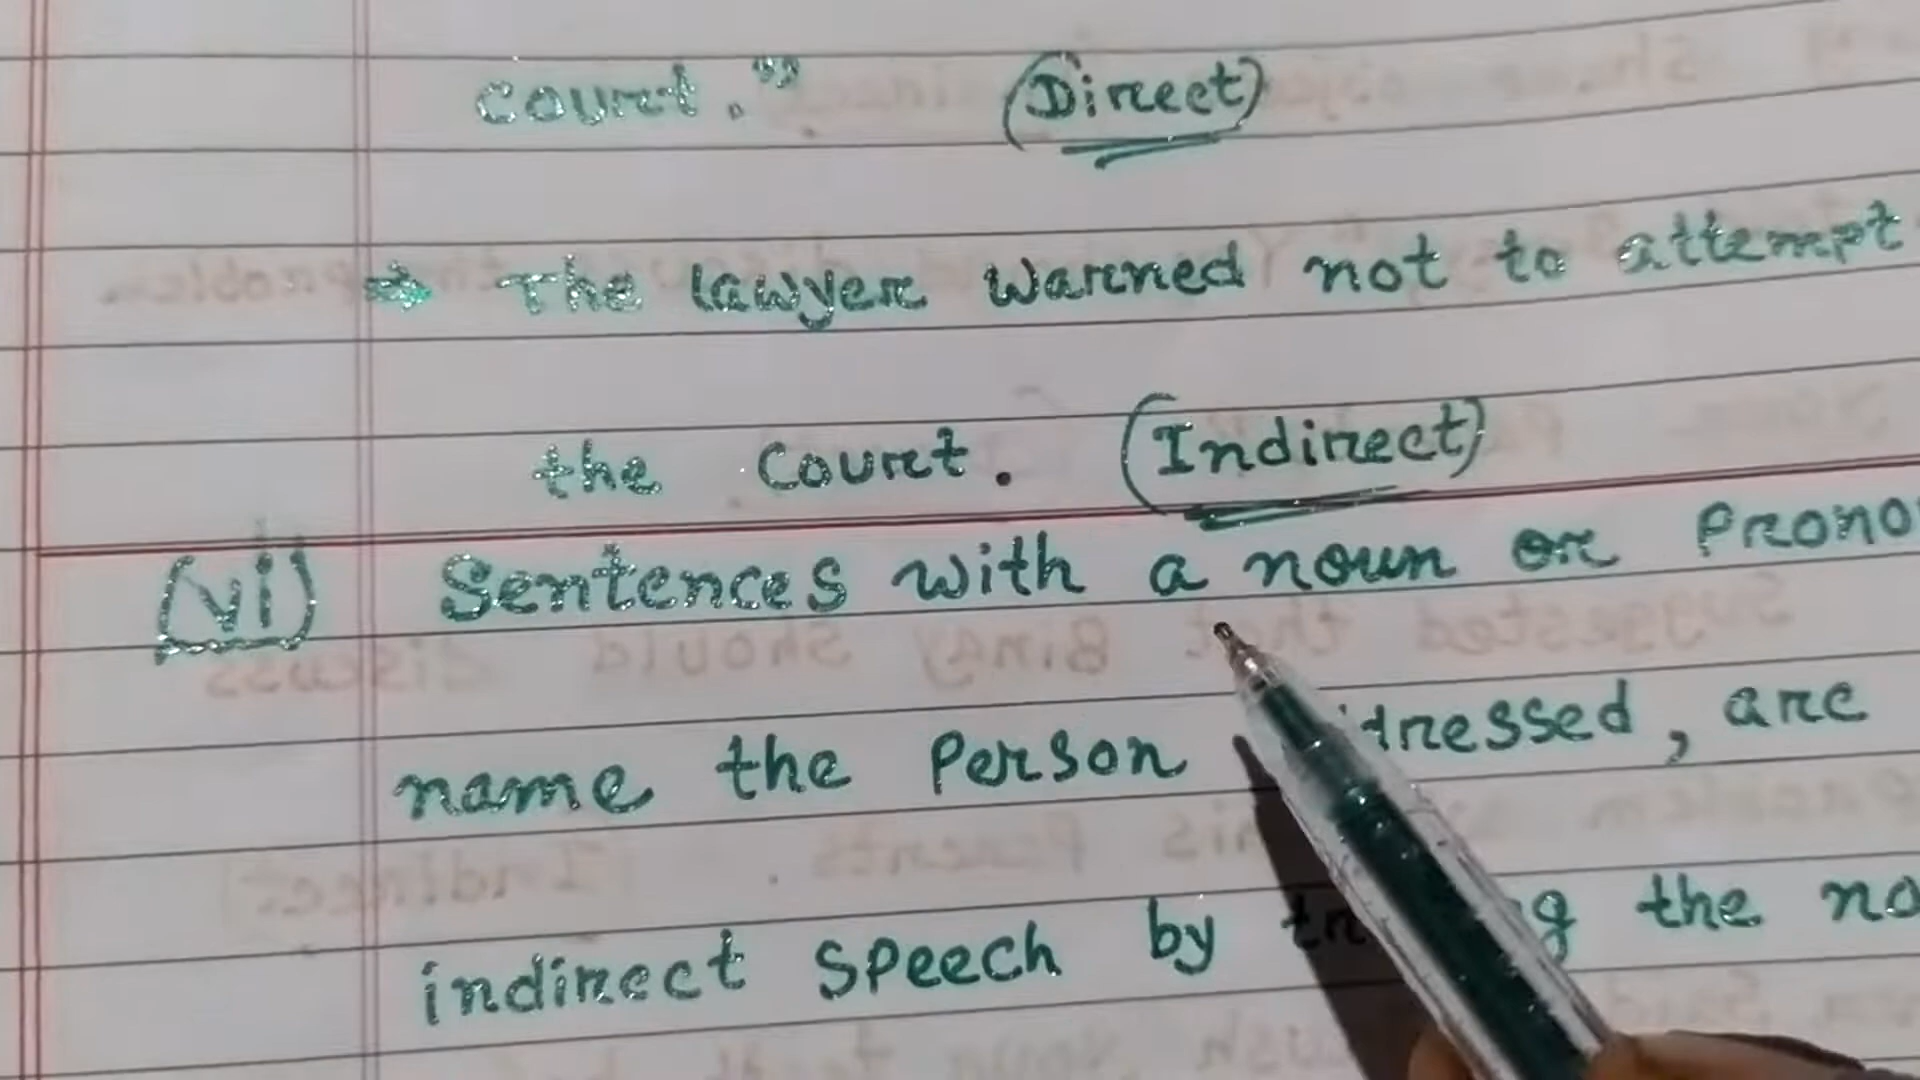 court."   (Direct)
⇒ The lawyer warned not to attempt
the court. (Indirect)
(vi) Sentences with a noun or
name the person , are
indirect speech by the